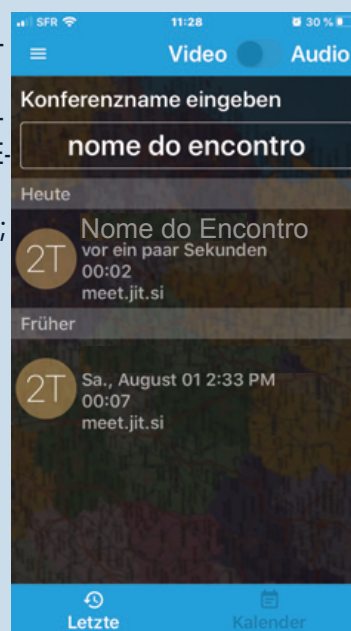 SFR 11:28 30 %
Video Audio
Konferenzname eingeben
nome do encontro
Heute
2T
Nome do Encontro
vor ein paar Sekunden
00:02
meet.jit.si
Früher
2T
Sa., August 01 2:33 PM
00:07
meet.jit.si
Letzte Kalender